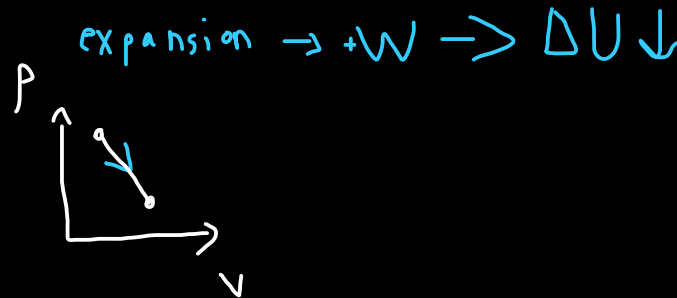 expansion → +W → ΔU↓
P
V